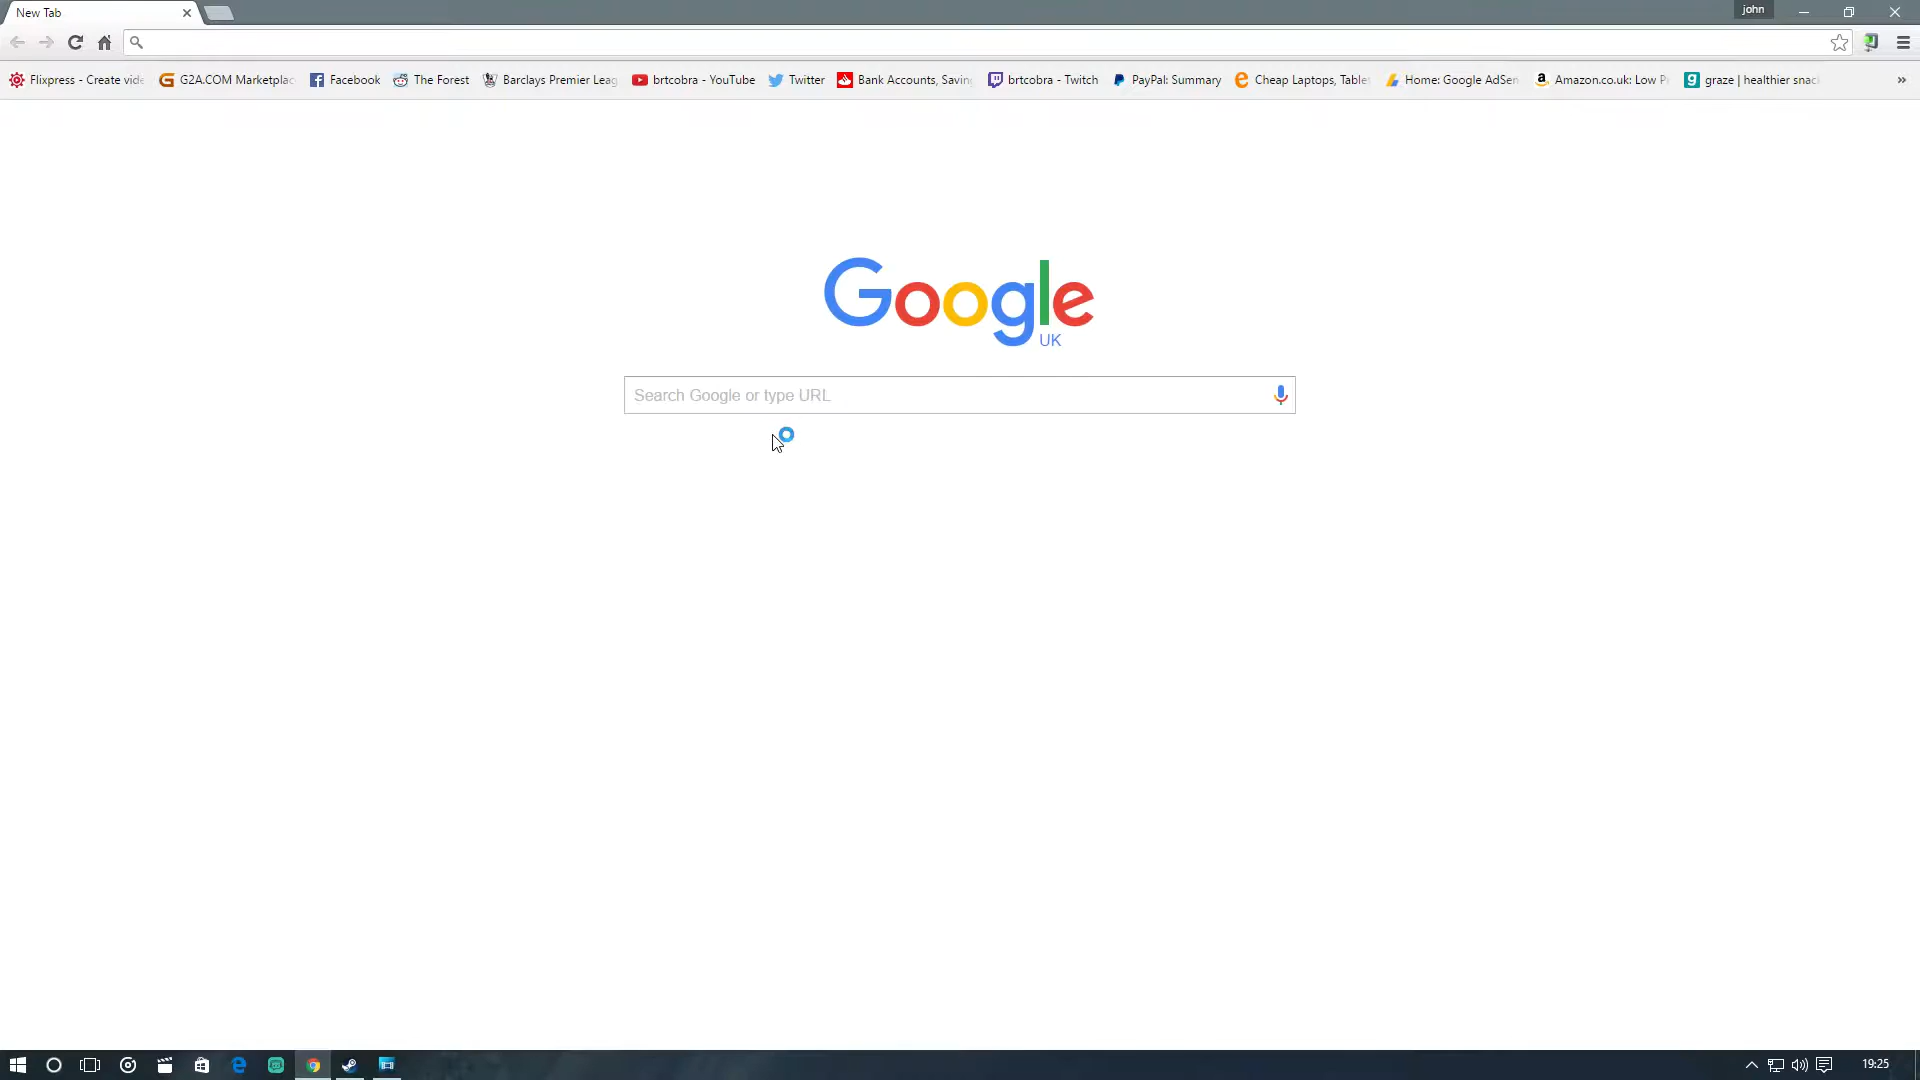 New Tab
john
Flixpress - Create vide G2A.COM Marketplac Facebook The Forest Barclays Premier Leag brtcobra - YouTube Twitter Bank Accounts, Saving brtcobra - Twitch PayPal: Summary Cheap Laptops, Tablet Home: Google AdSen Amazon.co.uk: Low P graze | healthier snac »
Google
UK
Search Google or type URL
19:25